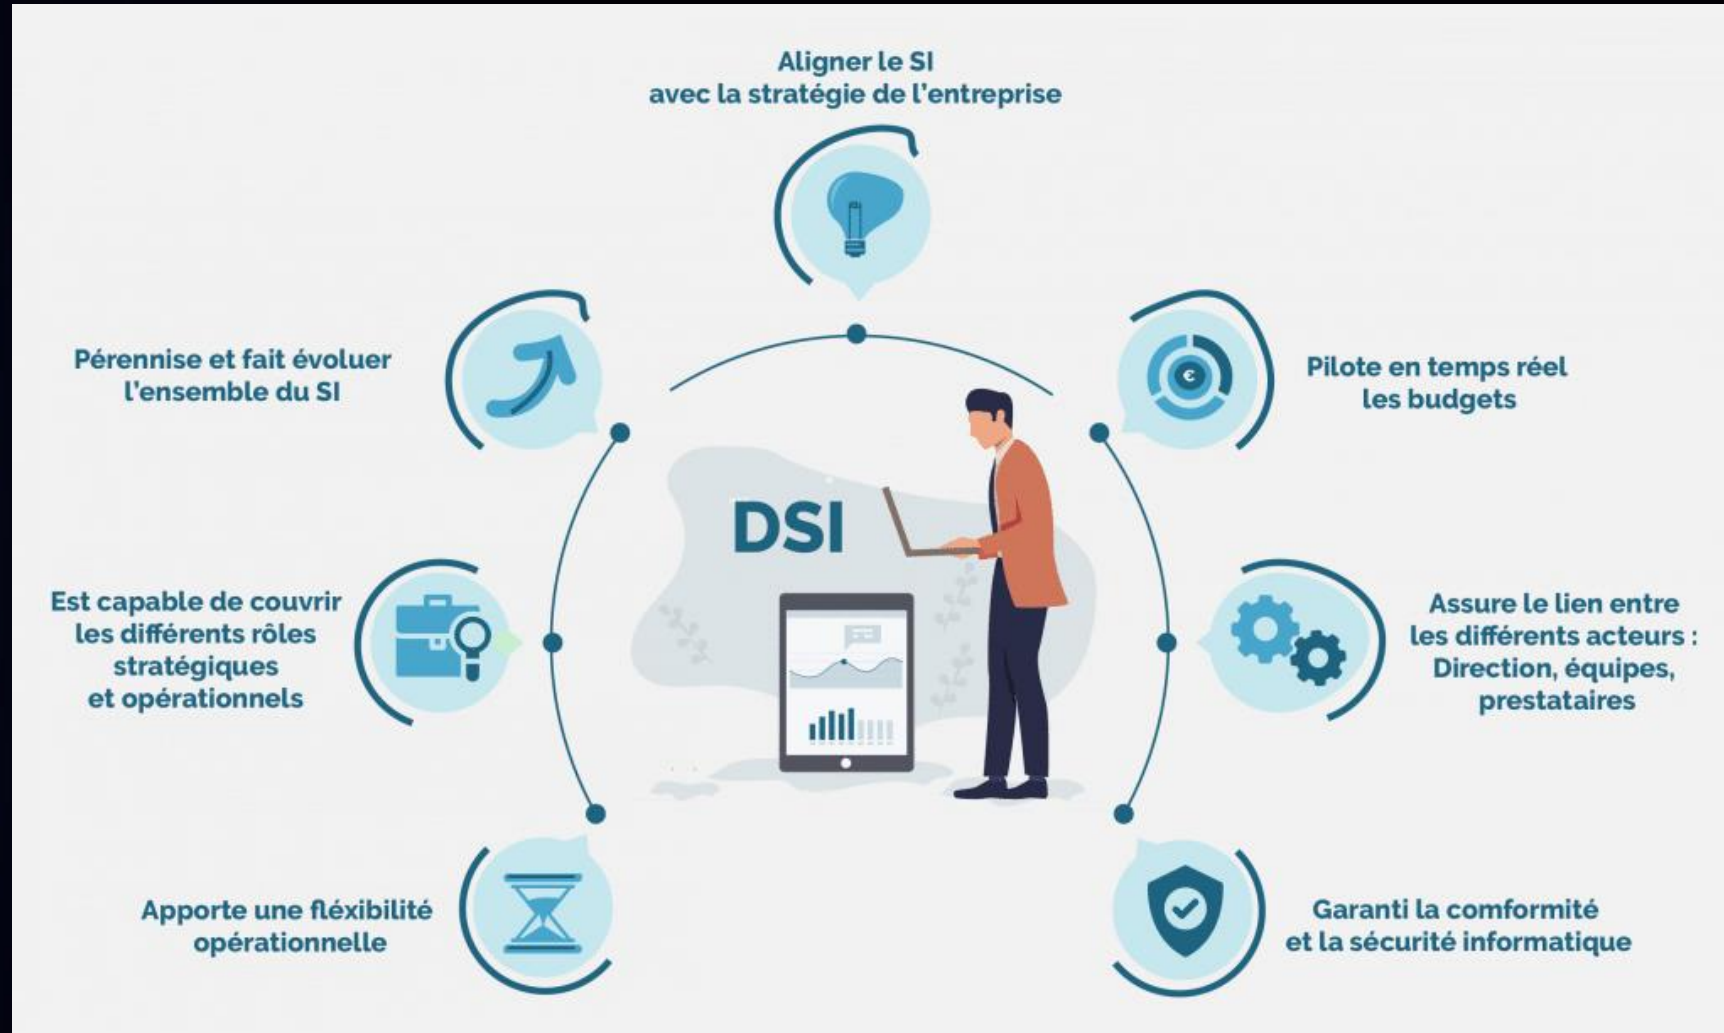 Aligner le SI
avec la stratégie de l'entreprise
Pérennise et fait évoluer
l'ensemble du SI
Pilote en temps réel
les budgets
DSI
Est capable de couvrir
les différents rôles
stratégiques
et opérationnels
Assure le lien entre
les différents acteurs :
Direction, équipes,
prestataires
Apporte une fléxibilité
opérationnelle
Garanti la comformité
et la sécurité informatique